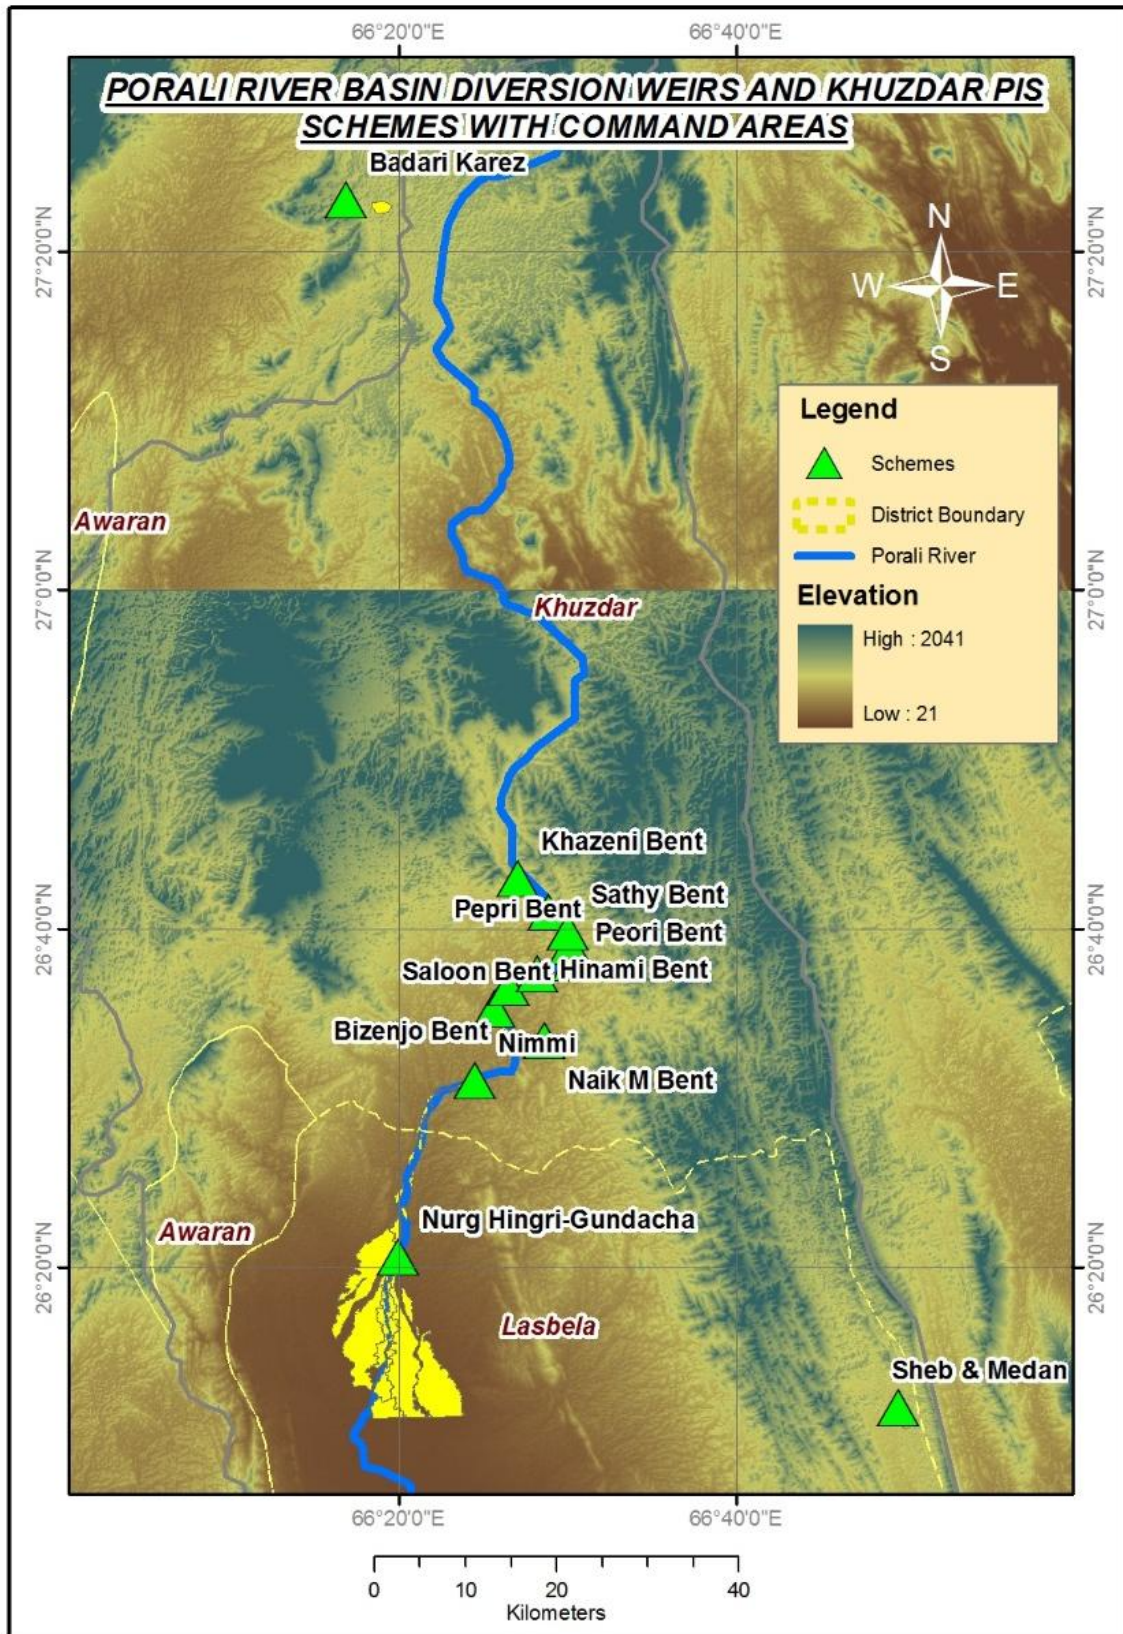 66°20'0"E
66°40'0"E
PORALI RIVER BASIN DIVERSION WEIRS AND KHUZDAR PIS
SCHEMES WITH COMMAND AREAS
Badari Karez
27°20'0"N
27°20'0"N
N
W
E
S
Legend
Schemes
District Boundary
Porali River
Elevation
High : 2041
Low : 21
Awaran
27°0'0"N
27°0'0"N
Khuzdar
Khazeni Bent
Sathy Bent
Pepri Bent
Peori Bent
26°40'0"N
26°40'0"N
Saloon Bent
Hinami Bent
Bizenjo Bent
Nimmi
Naik M Bent
Nurg Hingri-Gundacha
Awaran
26°20'0"N
26°20'0"N
Lasbela
Sheb & Medan
66°20'0"E
66°40'0"E
0
10
20
40
Kilometers